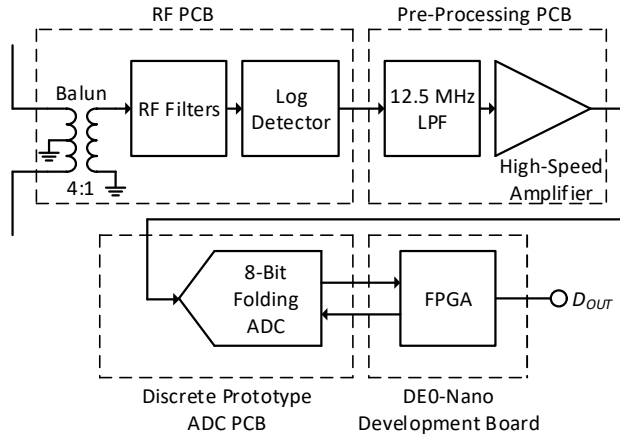 RF PCB
Pre-Processing PCB
Balun
4:1
RF Filters
Log
Detector
12.5 MHz
LPF
High-Speed
Amplifier
8-Bit
Folding
ADC
FPGA
DOUT
Discrete Prototype
ADC PCB
DE0-Nano
Development Board